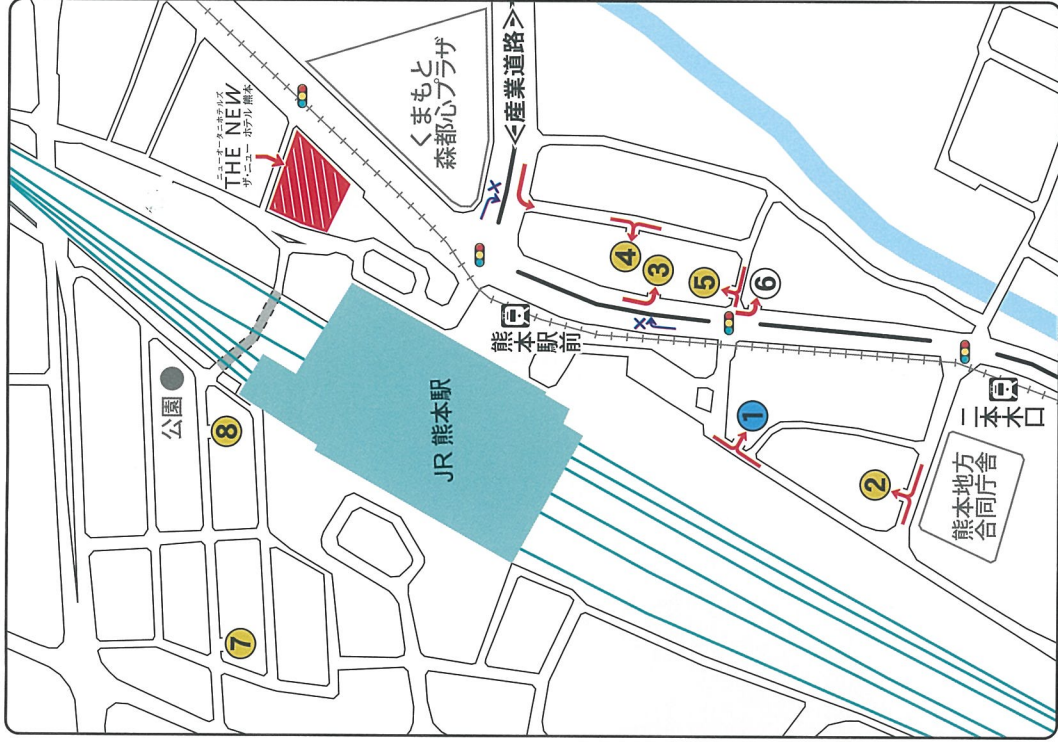 ニューオータニホテルズ
THE NEW
ザ・ニュー ホテル 熊本
くまもと
森都心プラザ
<産業道路>
公園
8
7
JR 熊本駅
熊本
駅前
4
3
5
6
1
2
二本木口
熊本地方
合同庁舎